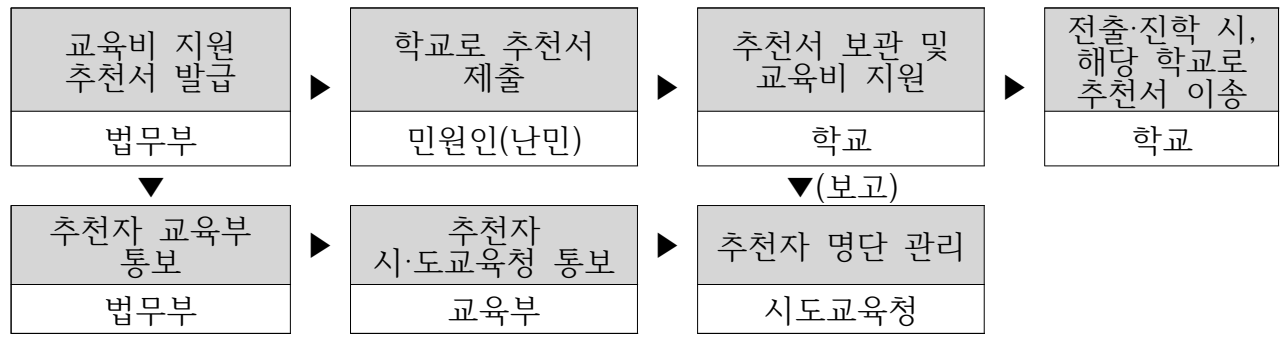 교육비 지원
추천서 발급
법무부
▶
학교로 추천서
제출
민원인(난민)
▶
추천서 보관 및
교육비 지원
학교
▶
전출·진학 시,
해당 학교로
추천서 이송
학교
▼
▼(보고)
추천자 교육부
통보
법무부
▶
추천자
시·도교육청 통보
교육부
▶
추천자 명단 관리
시도교육청